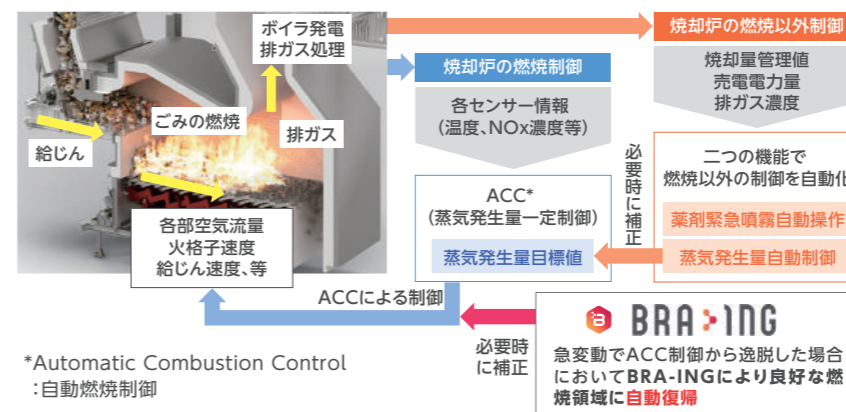 ボイラ発電
排ガス処理
ごみの燃焼
排ガス
給じん
各部空気流量
火格子速度
給じん速度、等
焼却炉の燃焼制御
各センサー情報
（温度、NOx濃度等）
ACC*
（蒸気発生量一定制御）
蒸気発生量目標値
焼却炉の燃焼以外制御
焼却量管理値
売電電力量
排ガス濃度
二つの機能で
燃焼以外の制御を自動化
薬剤緊急噴霧自動操作
蒸気発生量自動制御
必要時に補正
ACCによる制御
必要時
に補正
BRA-ING
急変動でACC制御から逸脱した場合
においてBRA-INGにより良好な燃
焼領域に自動復帰
*Automatic Combustion Control
：自動燃焼制御